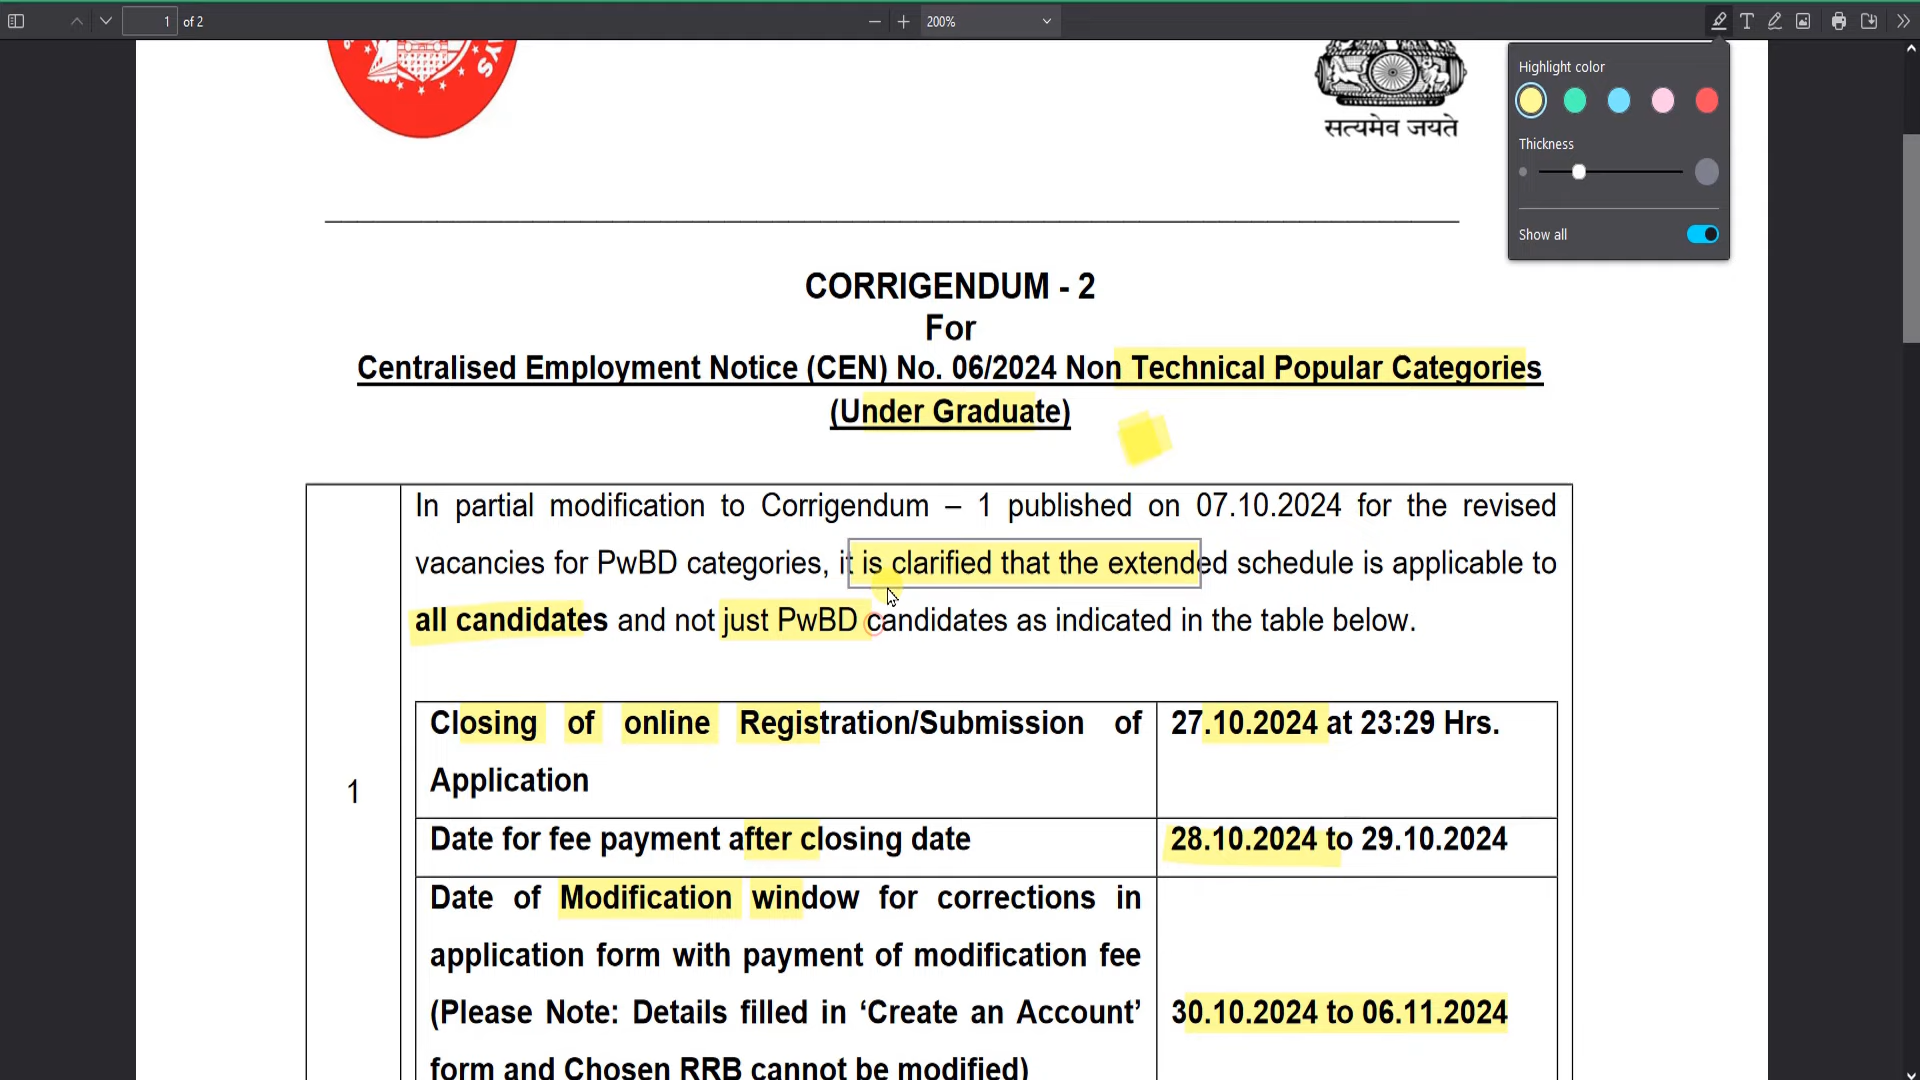 1 of 2
200%
Highlight color
Thickness
Show all
सत्यमेव जयते
CORRIGENDUM - 2
For
Centralised Employment Notice (CEN) No. 06/2024 Non Technical Popular Categories
(Under Graduate)
In partial modification to Corrigendum – 1 published on 07.10.2024 for the revised
vacancies for PwBD categories, it is clarified that the extended schedule is applicable to
all candidates and not just PwBD candidates as indicated in the table below.
Closing of online Registration/Submission of 27.10.2024 at 23:29 Hrs.
Application
1
Date for fee payment after closing date 28.10.2024 to 29.10.2024
Date of Modification window for corrections in
application form with payment of modification fee
(Please Note: Details filled in ‘Create an Account’ 30.10.2024 to 06.11.2024
form and Chosen RRB cannot be modified)